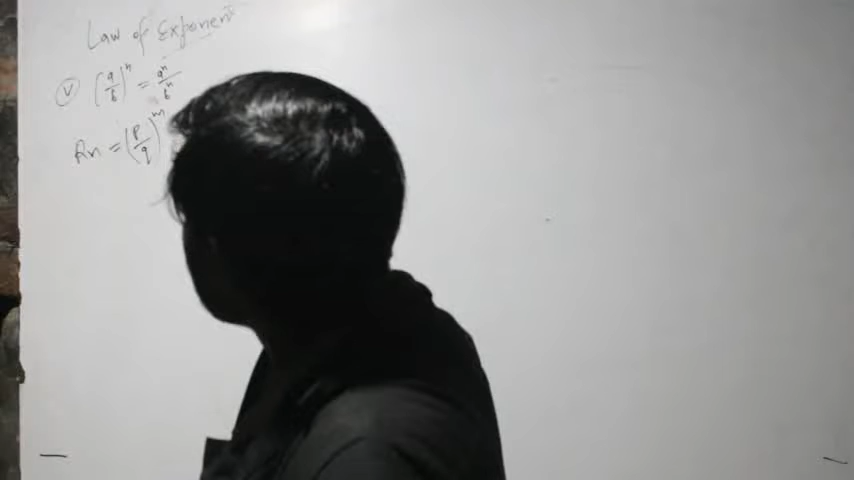 Law of Exponent
(v) (a/b)^n = a^n/b^n
Rn = (p/q)^m